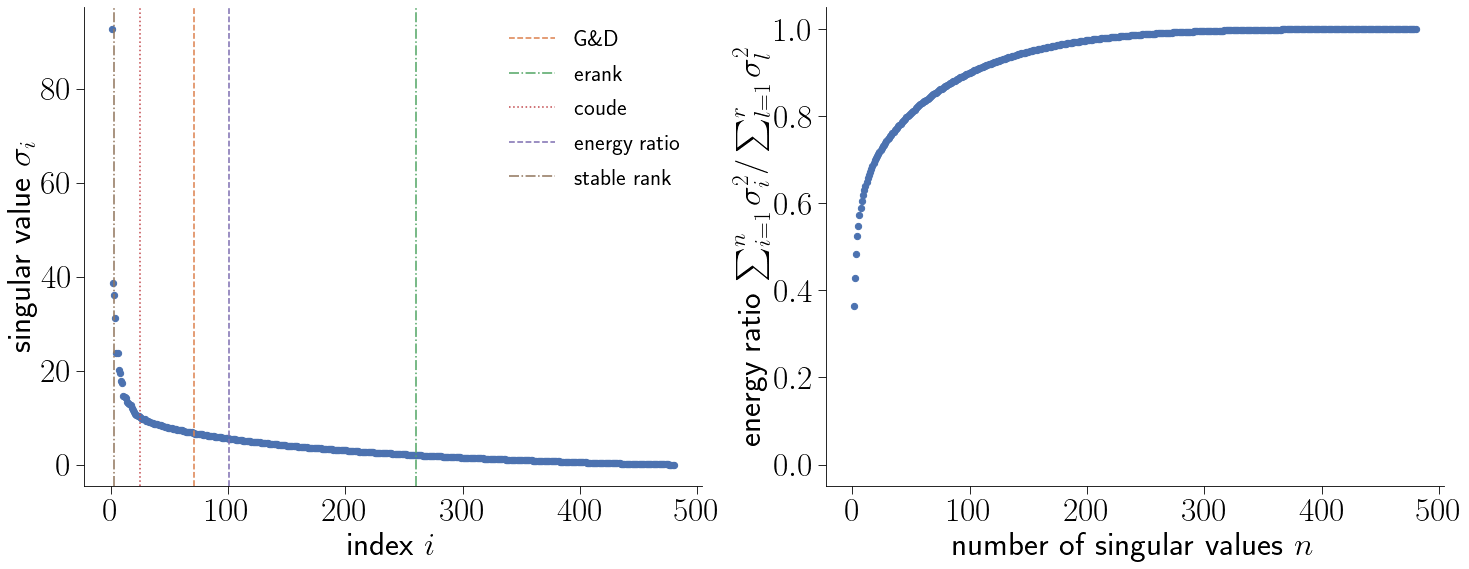 singular value σ_i
80
60
40
20
0
0 100 200 300 400 500
index i
G&D
erank
coude
energy ratio
stable rank
energy ratio ∑_{i=1}^{n} σ_i^2 / ∑_{l=1}^{r} σ_l^2
1.0
0.8
0.6
0.4
0.2
0.0
0 100 200 300 400 500
number of singular values n